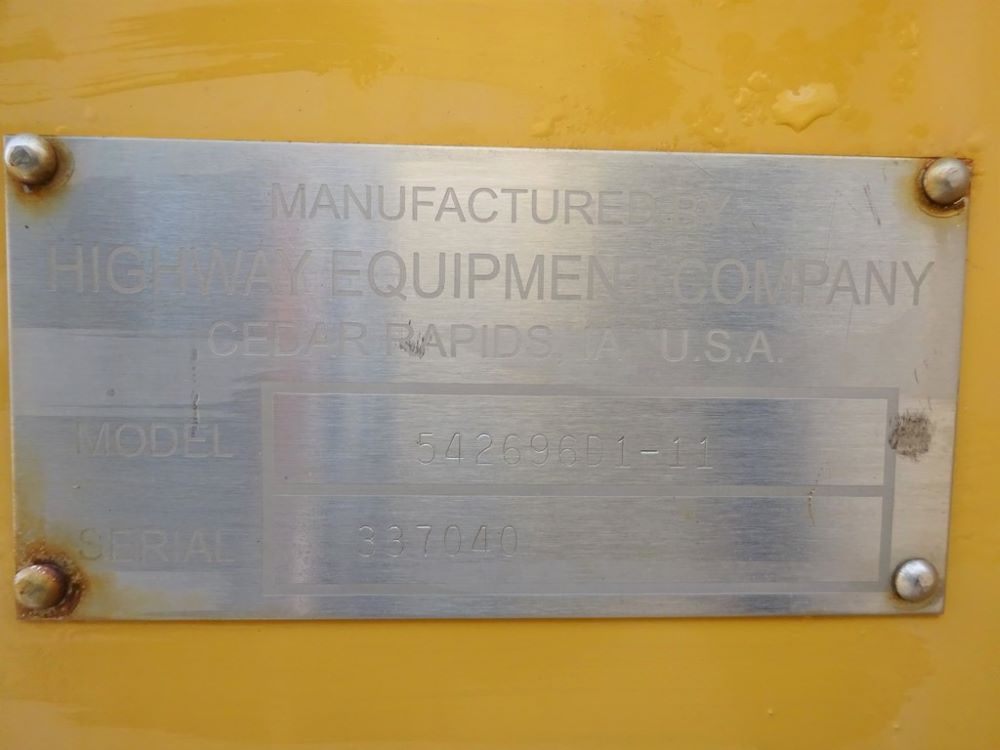 MANUFACTURED BY
HIGHWAY EQUIPMENT COMPANY
CEDAR RAPIDS, IA. U.S.A.
MODEL 542696D1-11
SERIAL 337040